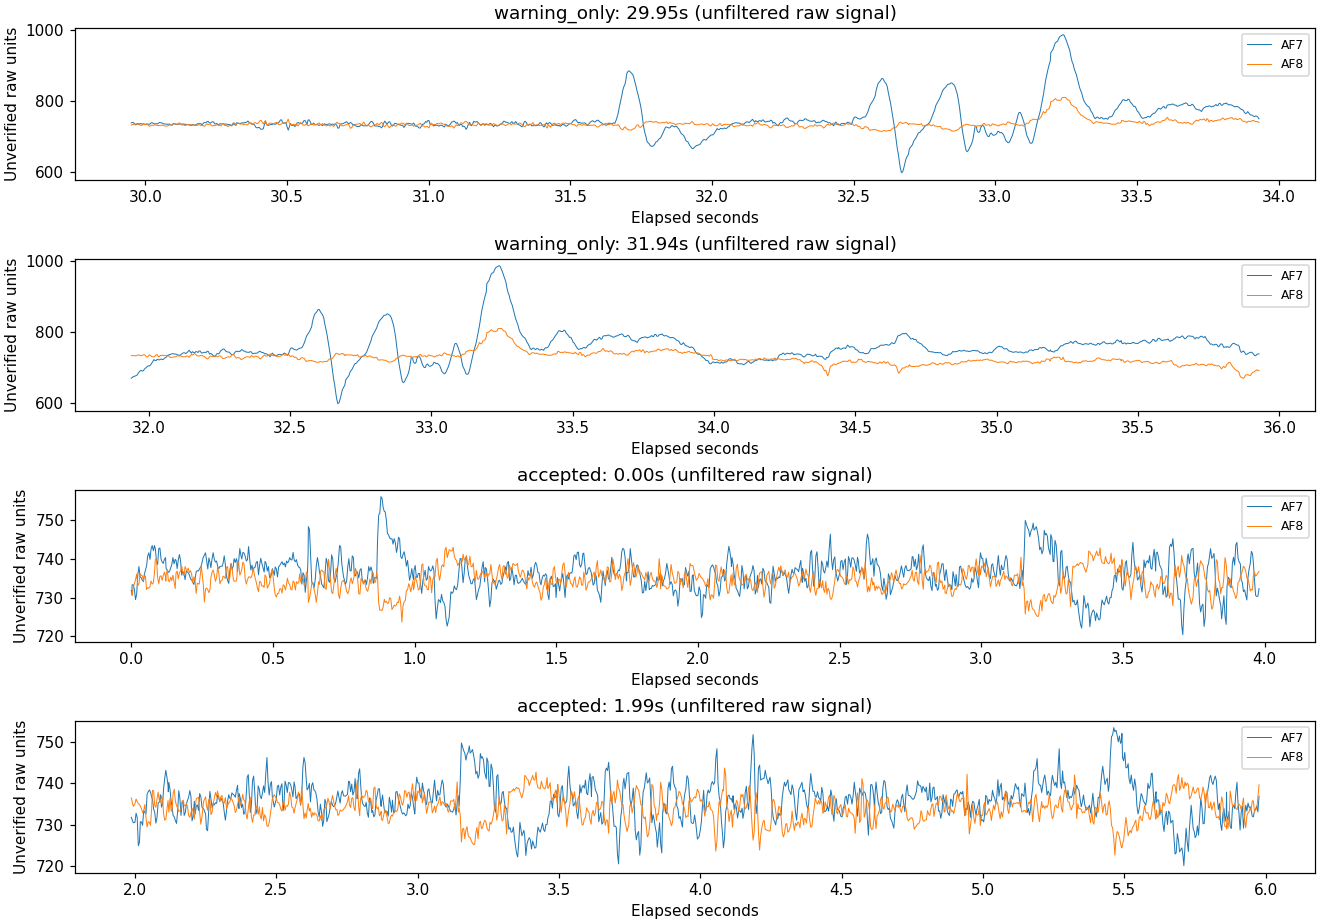 warning_only: 29.95s (unfiltered raw signal)
Unverified raw units
1000
800
600
AF7
AF8
30.0 30.5 31.0 31.5 32.0 32.5 33.0 33.5 34.0
Elapsed seconds
warning_only: 31.94s (unfiltered raw signal)
Unverified raw units
1000
800
600
AF7
AF8
32.0 32.5 33.0 33.5 34.0 34.5 35.0 35.5 36.0
Elapsed seconds
accepted: 0.00s (unfiltered raw signal)
Unverified raw units
750
740
730
720
AF7
AF8
0.0 0.5 1.0 1.5 2.0 2.5 3.0 3.5 4.0
Elapsed seconds
accepted: 1.99s (unfiltered raw signal)
Unverified raw units
750
740
730
720
AF7
AF8
2.0 2.5 3.0 3.5 4.0 4.5 5.0 5.5 6.0
Elapsed seconds